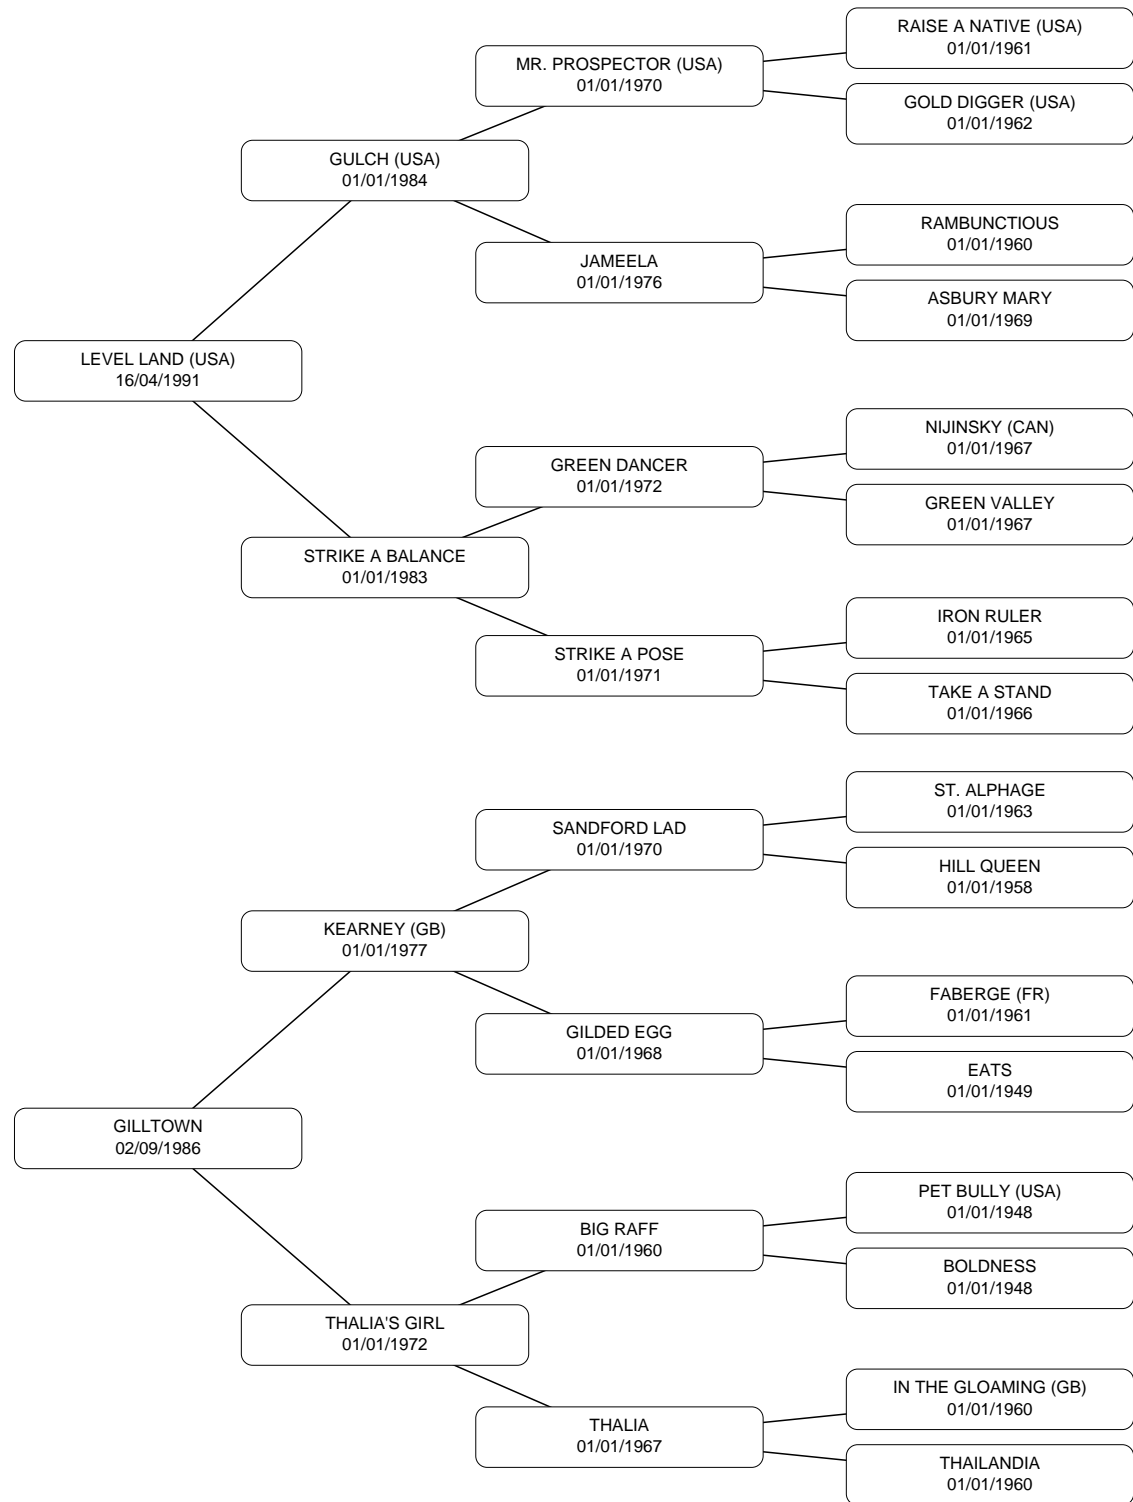 RAISE A NATIVE (USA)
01/01/1961
MR. PROSPECTOR (USA)
01/01/1970
GOLD DIGGER (USA)
01/01/1962
GULCH (USA)
01/01/1984
RAMBUNCTIOUS
01/01/1960
JAMEELA
01/01/1976
ASBURY MARY
01/01/1969
LEVEL LAND (USA)
16/04/1991
NIJINSKY (CAN)
01/01/1967
GREEN DANCER
01/01/1972
GREEN VALLEY
01/01/1967
STRIKE A BALANCE
01/01/1983
IRON RULER
01/01/1965
STRIKE A POSE
01/01/1971
TAKE A STAND
01/01/1966
ST. ALPHAGE
01/01/1963
SANDFORD LAD
01/01/1970
HILL QUEEN
01/01/1958
KEARNEY (GB)
01/01/1977
FABERGE (FR)
01/01/1961
GILDED EGG
01/01/1968
EATS
01/01/1949
GILLTOWN
02/09/1986
PET BULLY (USA)
01/01/1948
BIG RAFF
01/01/1960
BOLDNESS
01/01/1948
THALIA'S GIRL
01/01/1972
IN THE GLOAMING (GB)
01/01/1960
THALIA
01/01/1967
THAILANDIA
01/01/1960